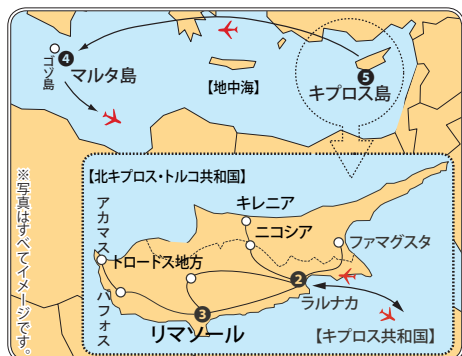 ④
マルタ島
ゴゾ島
【地中海】
⑤
キプロス島
【北キプロス・トルコ共和国】
キレニア
ニコシア
ファマグスタ
アカマス
トロードス地方
パフォス
②
ラルナカ
③
リマソール
【キプロス共和国】
※写真はすべてイメージです。